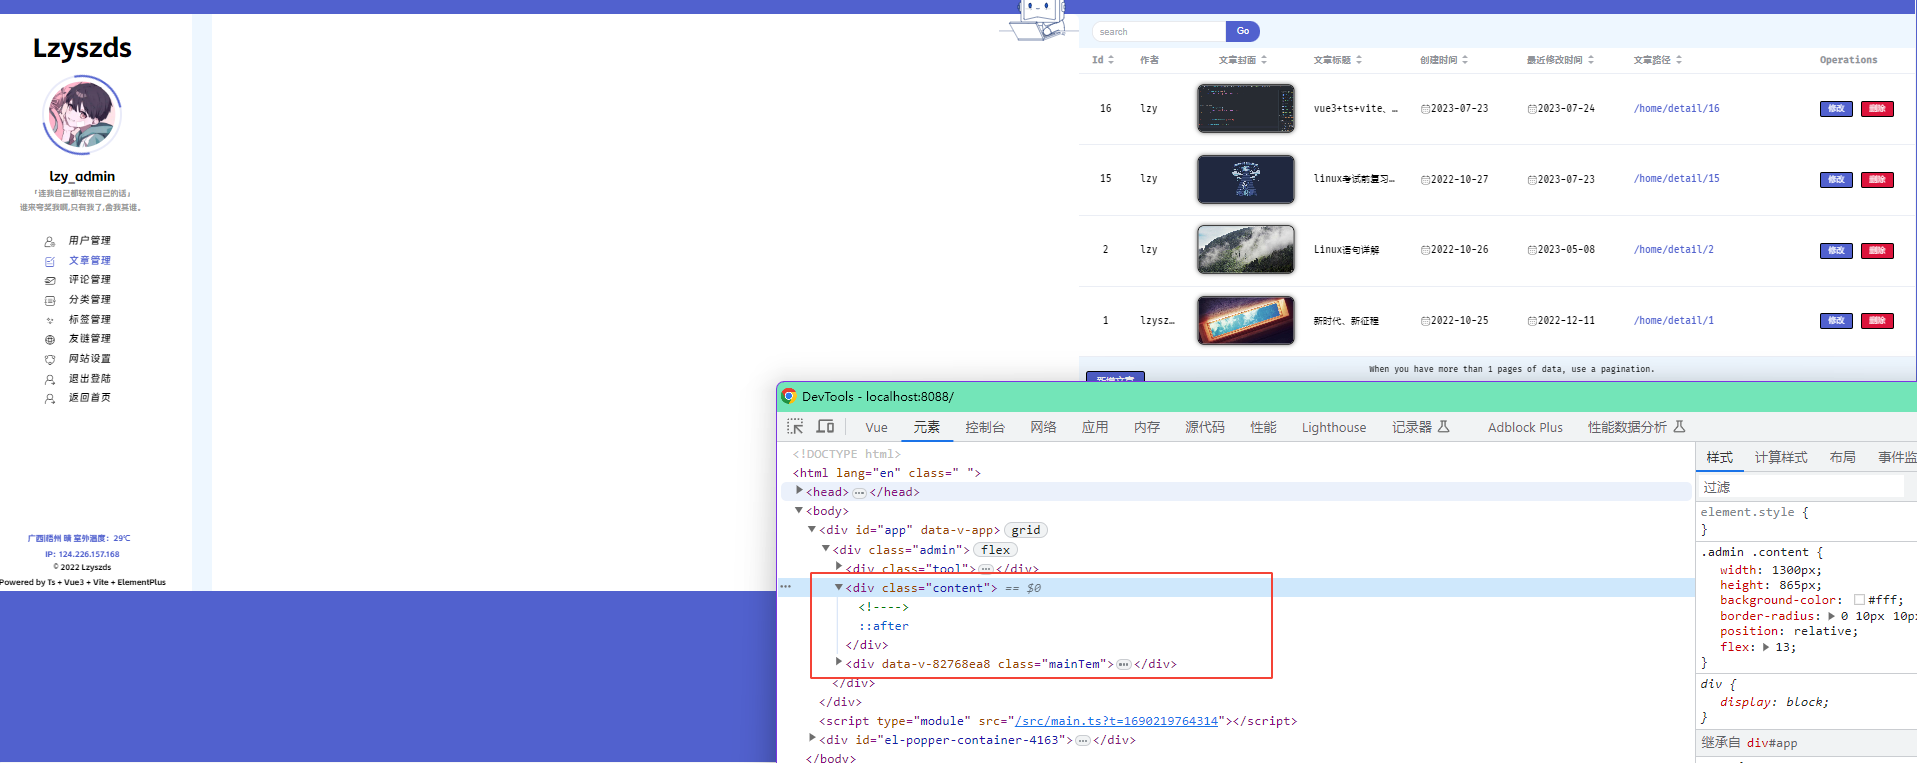 Lzyszds
lzy_admin
「连我自己都轻视自己的话」
谁来夸奖我啊,只有我了,舍我其谁。
用户管理
文章管理
评论管理
分类管理
标签管理
友链管理
网站设置
退出登陆
返回首页
广西|梧州 晴 室外温度：29℃
IP: 124.226.157.168
© 2022 Lzyszds
Powered by Ts + Vue3 + Vite + ElementPlus
search Go
Id 作者 文章封面 文章标题 创建时间 最近修改时间 文章路径 Operations
16 lzy vue3+ts+vite、… 2023-07-23 2023-07-24 /home/detail/16 修改 删除
15 lzy linux考试前复习… 2022-10-27 2023-07-23 /home/detail/15 修改 删除
2 lzy Linux语句详解 2022-10-26 2023-05-08 /home/detail/2 修改 删除
1 lzysz… 新时代、新征程 2022-10-25 2022-12-11 /home/detail/1 修改 删除
新增文章
When you have more than 1 pages of data, use a pagination.
DevTools - localhost:8088/
Vue 元素 控制台 网络 应用 内存 源代码 性能 Lighthouse 记录器 Adblock Plus 性能数据分析
<!DOCTYPE html>
<html lang="en" class=" ">
<head>…</head>
<body>
<div id="app" data-v-app> grid
<div class="admin"> flex
<div class="tool">…</div>
<div class="content"> == $0
<!---->
::after
</div>
<div data-v-82768ea8 class="mainTem">…</div>
</div>
</div>
<script type="module" src="/src/main.ts?t=1690219764314"></script>
<div id="el-popper-container-4163">…</div>
</body>
样式 计算样式 布局 事件监
过滤
element.style {
}
.admin .content {
width: 1300px;
height: 865px;
background-color: #fff;
border-radius: 0 10px 10px
position: relative;
flex: 13;
}
div {
display: block;
}
继承自 div#app